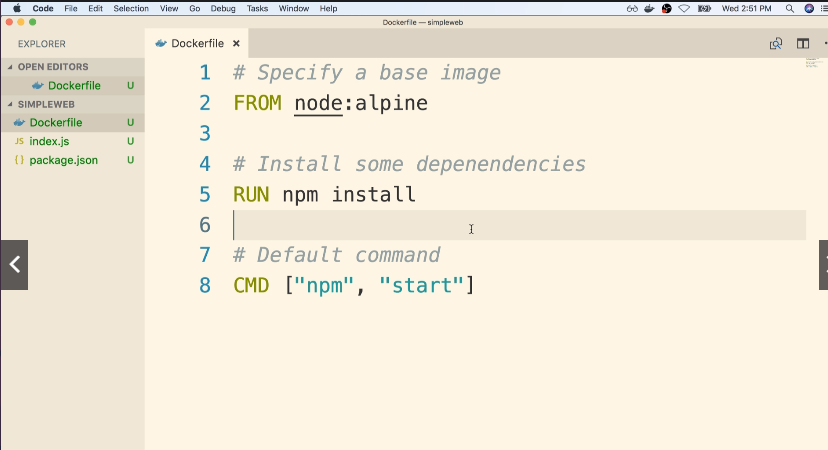 Code File Edit Selection View Go Debug Tasks Window Help Wed 2:51 PM
Dockerfile — simpleweb
EXPLORER
OPEN EDITORS
Dockerfile U
SIMPLEWEB
Dockerfile U
JS index.js U
{} package.json U
Dockerfile ×
1 # Specify a base image
2 FROM node:alpine
3
4 # Install some depenendencies
5 RUN npm install
6
7 # Default command
8 CMD ["npm", "start"]